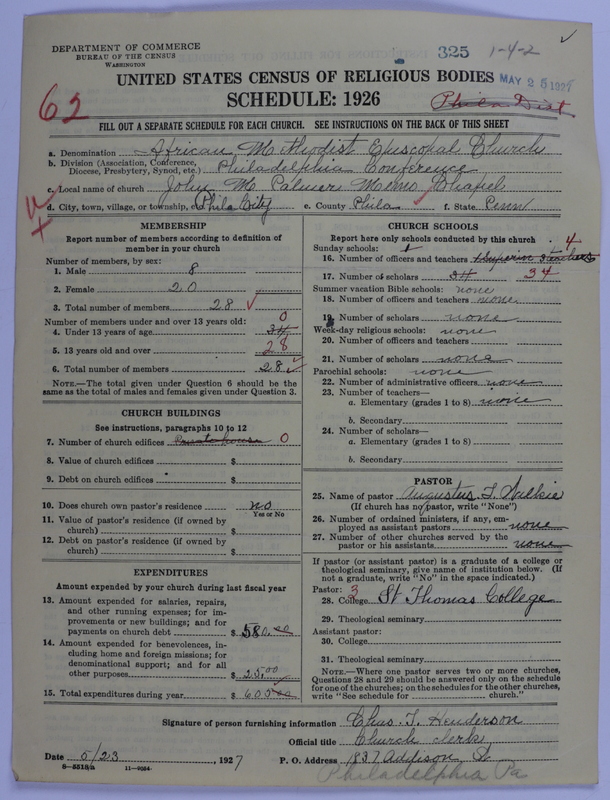 DEPARTMENT OF COMMERCE
BUREAU OF THE CENSUS
WASHINGTON
325
1-4-2
UNITED STATES CENSUS OF RELIGIOUS BODIES
MAY 25 1927
SCHEDULE: 1926
62
Phila Dist
FILL OUT A SEPARATE SCHEDULE FOR EACH CHURCH. SEE INSTRUCTIONS ON THE BACK OF THIS SHEET
a. Denomination African Methodist Episcopal Church
b. Division (Association, Conference, Diocese, Presbytery, Synod, etc.) Philadelphia Conference
c. Local name of church John M Palmer Memo Chapel
d. City, town, village, or township, etc. Phila City e. County Phila f. State Penn
MEMBERSHIP
Report number of members according to definition of member in your church
Number of members, by sex:
1. Male 8
2. Female 20
3. Total number of members 28
Number of members under and over 13 years old: 0
4. Under 13 years of age 34
5. 13 years old and over 28
6. Total number of members 28
NOTE.—The total given under Question 6 should be the same as the total of males and females given under Question 3.
CHURCH BUILDINGS
See instructions, paragraphs 10 to 12
7. Number of church edifices Private house 0
8. Value of church edifices $
9. Debt on church edifices $
10. Does church own pastor's residence no
Yes or No
11. Value of pastor's residence (if owned by church) $
12. Debt on pastor's residence (if owned by church) $
EXPENDITURES
Amount expended by your church during last fiscal year
13. Amount expended for salaries, repairs, and other running expenses; for improvements or new buildings; and for payments on church debt $ 580.00
14. Amount expended for benevolences, including home and foreign missions; for denominational support; and for all other purposes $ 25.00
15. Total expenditures during year $ 605.00
CHURCH SCHOOLS
Report here only schools conducted by this church
Sunday schools: 1 4
16. Number of officers and teachers 1 Superin 3 teachers
17. Number of scholars 34 34
Summer vacation Bible schools: none
18. Number of officers and teachers none
19. Number of scholars none
Week-day religious schools: none
20. Number of officers and teachers
21. Number of scholars none
Parochial schools: none
22. Number of administrative officers none
23. Number of teachers—
a. Elementary (grades 1 to 8) none
b. Secondary
24. Number of scholars—
a. Elementary (grades 1 to 8)
b. Secondary
PASTOR
25. Name of pastor Augustus T. Wilkie
(If church has no pastor, write "None")
26. Number of ordained ministers, if any, employed as assistant pastors none
27. Number of other churches served by the pastor or his assistants none
If pastor (or assistant pastor) is a graduate of a college or theological seminary, give name of institution below. (If not a graduate, write "No" in the space indicated.)
Pastor: 3
28. College St Thomas College
29. Theological seminary
Assistant pastor:
30. College
31. Theological seminary
NOTE.—Where one pastor serves two or more churches, Questions 28 and 29 should be answered only on the schedule for one of the churches; on the schedules for the other churches, write "See schedule for church."
Signature of person furnishing information Chas. T. Henderson
Official title Church clerk
Date 5/23, 1927 P. O. Address 1837 Addison St
8—5518a 11—9554
Philadelphia Pa